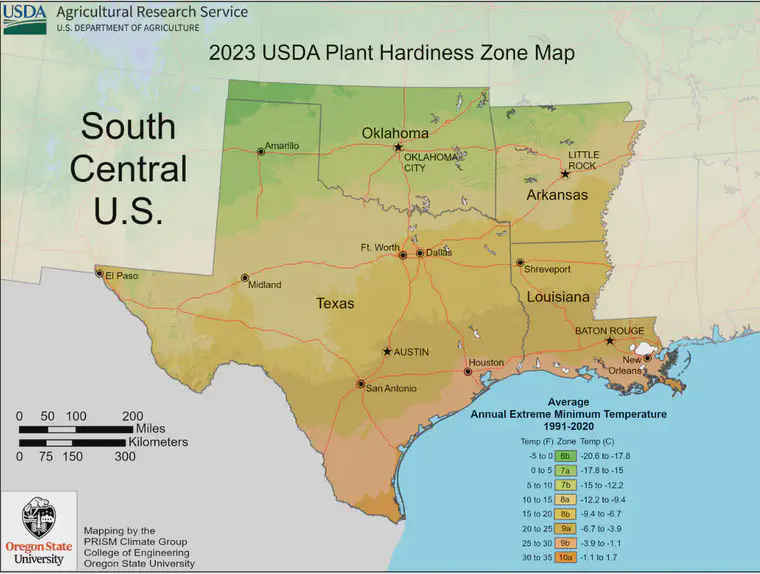 USDA
Agricultural Research Service
U.S. DEPARTMENT OF AGRICULTURE
2023 USDA Plant Hardiness Zone Map
South
Central
U.S.
Amarillo
Oklahoma
OKLAHOMA
CITY
LITTLE
ROCK
Arkansas
Ft. Worth
Dallas
El Paso
Midland
Shreveport
Texas
Louisiana
BATON ROUGE
AUSTIN
Houston
New
Orleans
San Antonio
0 50 100 200
Miles
Kilometers
0 75 150 300
Average
Annual Extreme Minimum Temperature
1991-2020
Temp (F) Zone Temp (C)
-5 to 0 6b -20.6 to -17.8
0 to 5 7a -17.8 to -15
5 to 10 7b -15 to -12.2
10 to 15 8a -12.2 to -9.4
15 to 20 8b -9.4 to -6.7
20 to 25 9a -6.7 to -3.9
25 to 30 9b -3.9 to -1.1
30 to 35 10a -1.1 to 1.7
Oregon State
University
Mapping by the
PRISM Climate Group
College of Engineering
Oregon State University